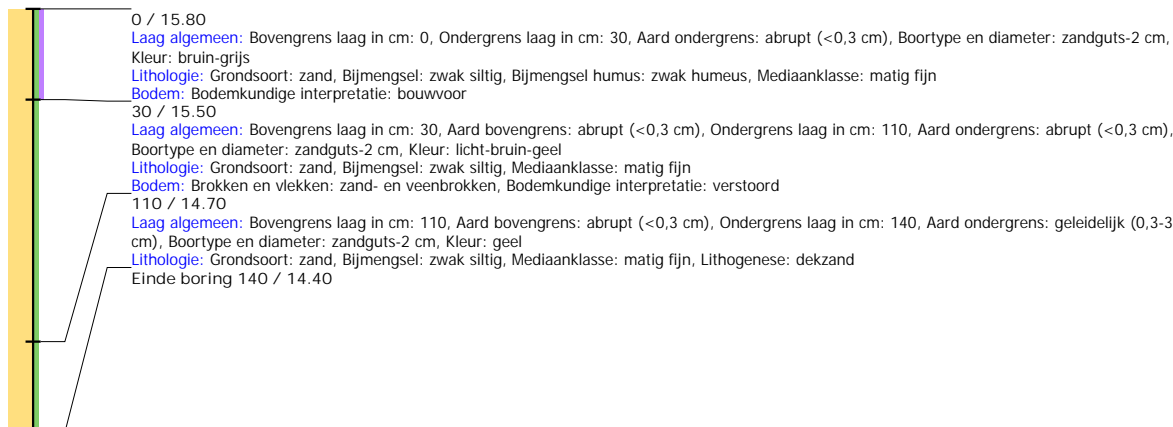 0 / 15.80
Laag algemeen: Bovengrens laag in cm: 0, Ondergrens laag in cm: 30, Aard ondergrens: abrupt (<0,3 cm), Boortype en diameter: zandguts-2 cm,
Kleur: bruin-grijs
Lithologie: Grondsoort: zand, Bijmengsel: zwak siltig, Bijmengsel humus: zwak humeus, Mediaanklasse: matig fijn
Bodem: Bodemkundige interpretatie: bouwvoor
30 / 15.50
Laag algemeen: Bovengrens laag in cm: 30, Aard bovengrens: abrupt (<0,3 cm), Ondergrens laag in cm: 110, Aard ondergrens: abrupt (<0,3 cm),
Boortype en diameter: zandguts-2 cm, Kleur: licht-bruin-geel
Lithologie: Grondsoort: zand, Bijmengsel: zwak siltig, Mediaanklasse: matig fijn
Bodem: Brokken en vlekken: zand- en veenbrokken, Bodemkundige interpretatie: verstoord
110 / 14.70
Laag algemeen: Bovengrens laag in cm: 110, Aard bovengrens: abrupt (<0,3 cm), Ondergrens laag in cm: 140, Aard ondergrens: geleidelijk (0,3-3
cm), Boortype en diameter: zandguts-2 cm, Kleur: geel
Lithologie: Grondsoort: zand, Bijmengsel: zwak siltig, Mediaanklasse: matig fijn, Lithogenese: dekzand
Einde boring 140 / 14.40